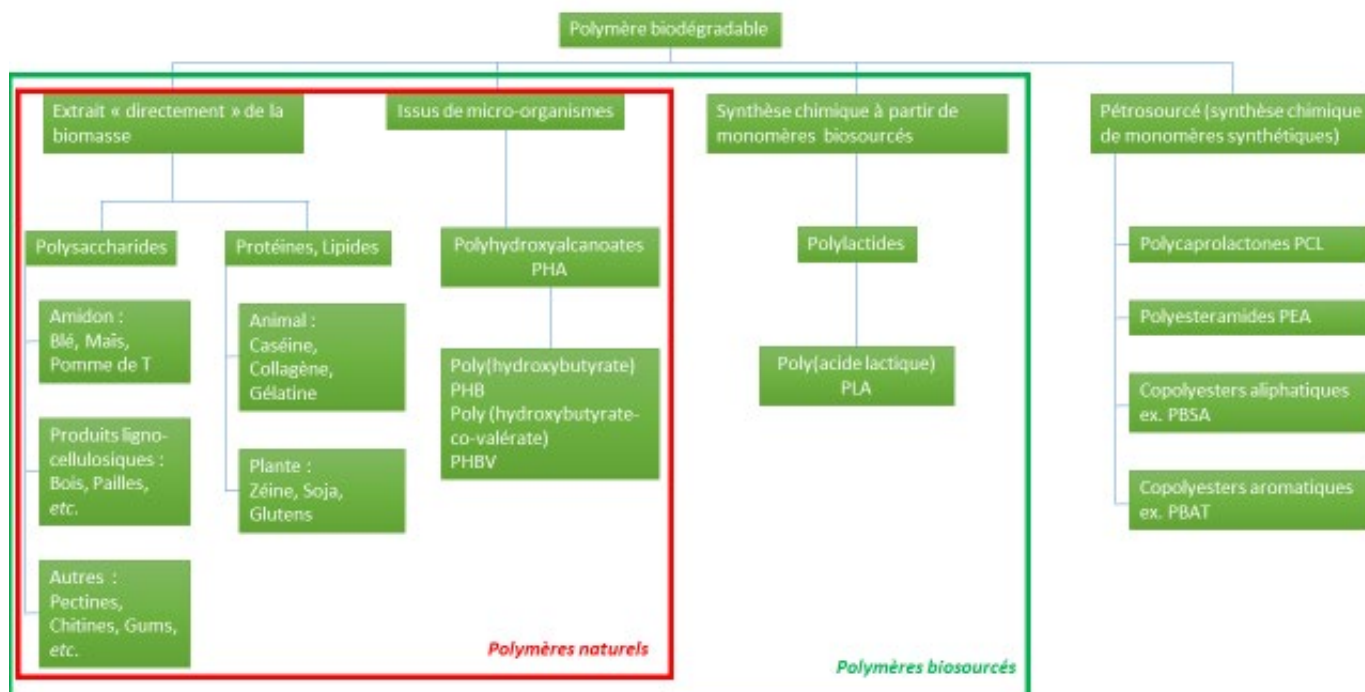 Polymère biodégradable
Extrait « directement » de la
biomasse
Issus de micro-organismes
Synthèse chimique à partir de
monomères biosourcés
Pétrosourcé (synthèse chimique
de monomères synthétiques)
Polysaccharides
Protéines, Lipides
Polyhydroxyalcanoates
PHA
Polylactides
Polycaprolactones PCL
Amidon :
Blé, Maïs,
Pomme de T
Animal :
Caséine,
Collagène,
Gélatine
Polyesteramides PEA
Poly(hydroxybutyrate)
PHB
Poly (hydroxybutyrate-
co-valérate)
PHBV
Poly(acide lactique)
PLA
Copolyesters aliphatiques
ex. PBSA
Produits ligno-
cellulosiques :
Bois, Pailles,
etc.
Plante :
Zéine, Soja,
Glutens
Copolyesters aromatiques
ex. PBAT
Autres :
Pectines,
Chitines, Gums,
etc.
Polymères naturels
Polymères biosourcés